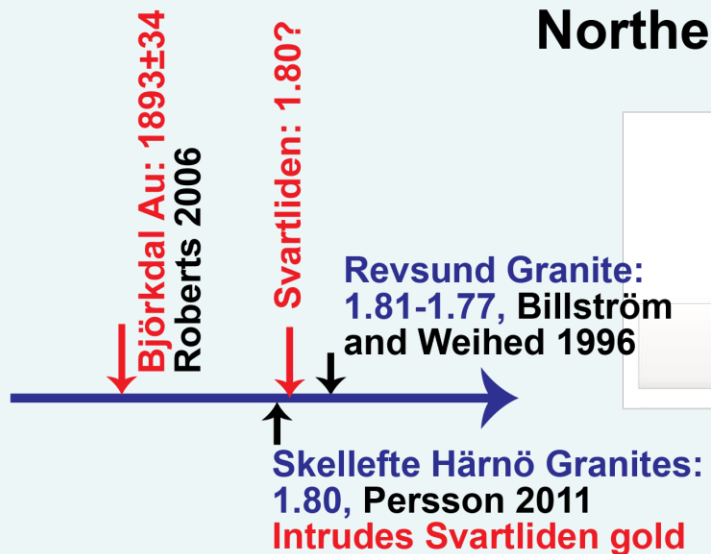 Northe
Björkdal Au: 1893±34
Roberts 2006
Svartliden: 1.80?
Revsund Granite:
1.81-1.77, Billström
and Weihed 1996
Skellefte Härnö Granites:
1.80, Persson 2011
Intrudes Svartliden gold